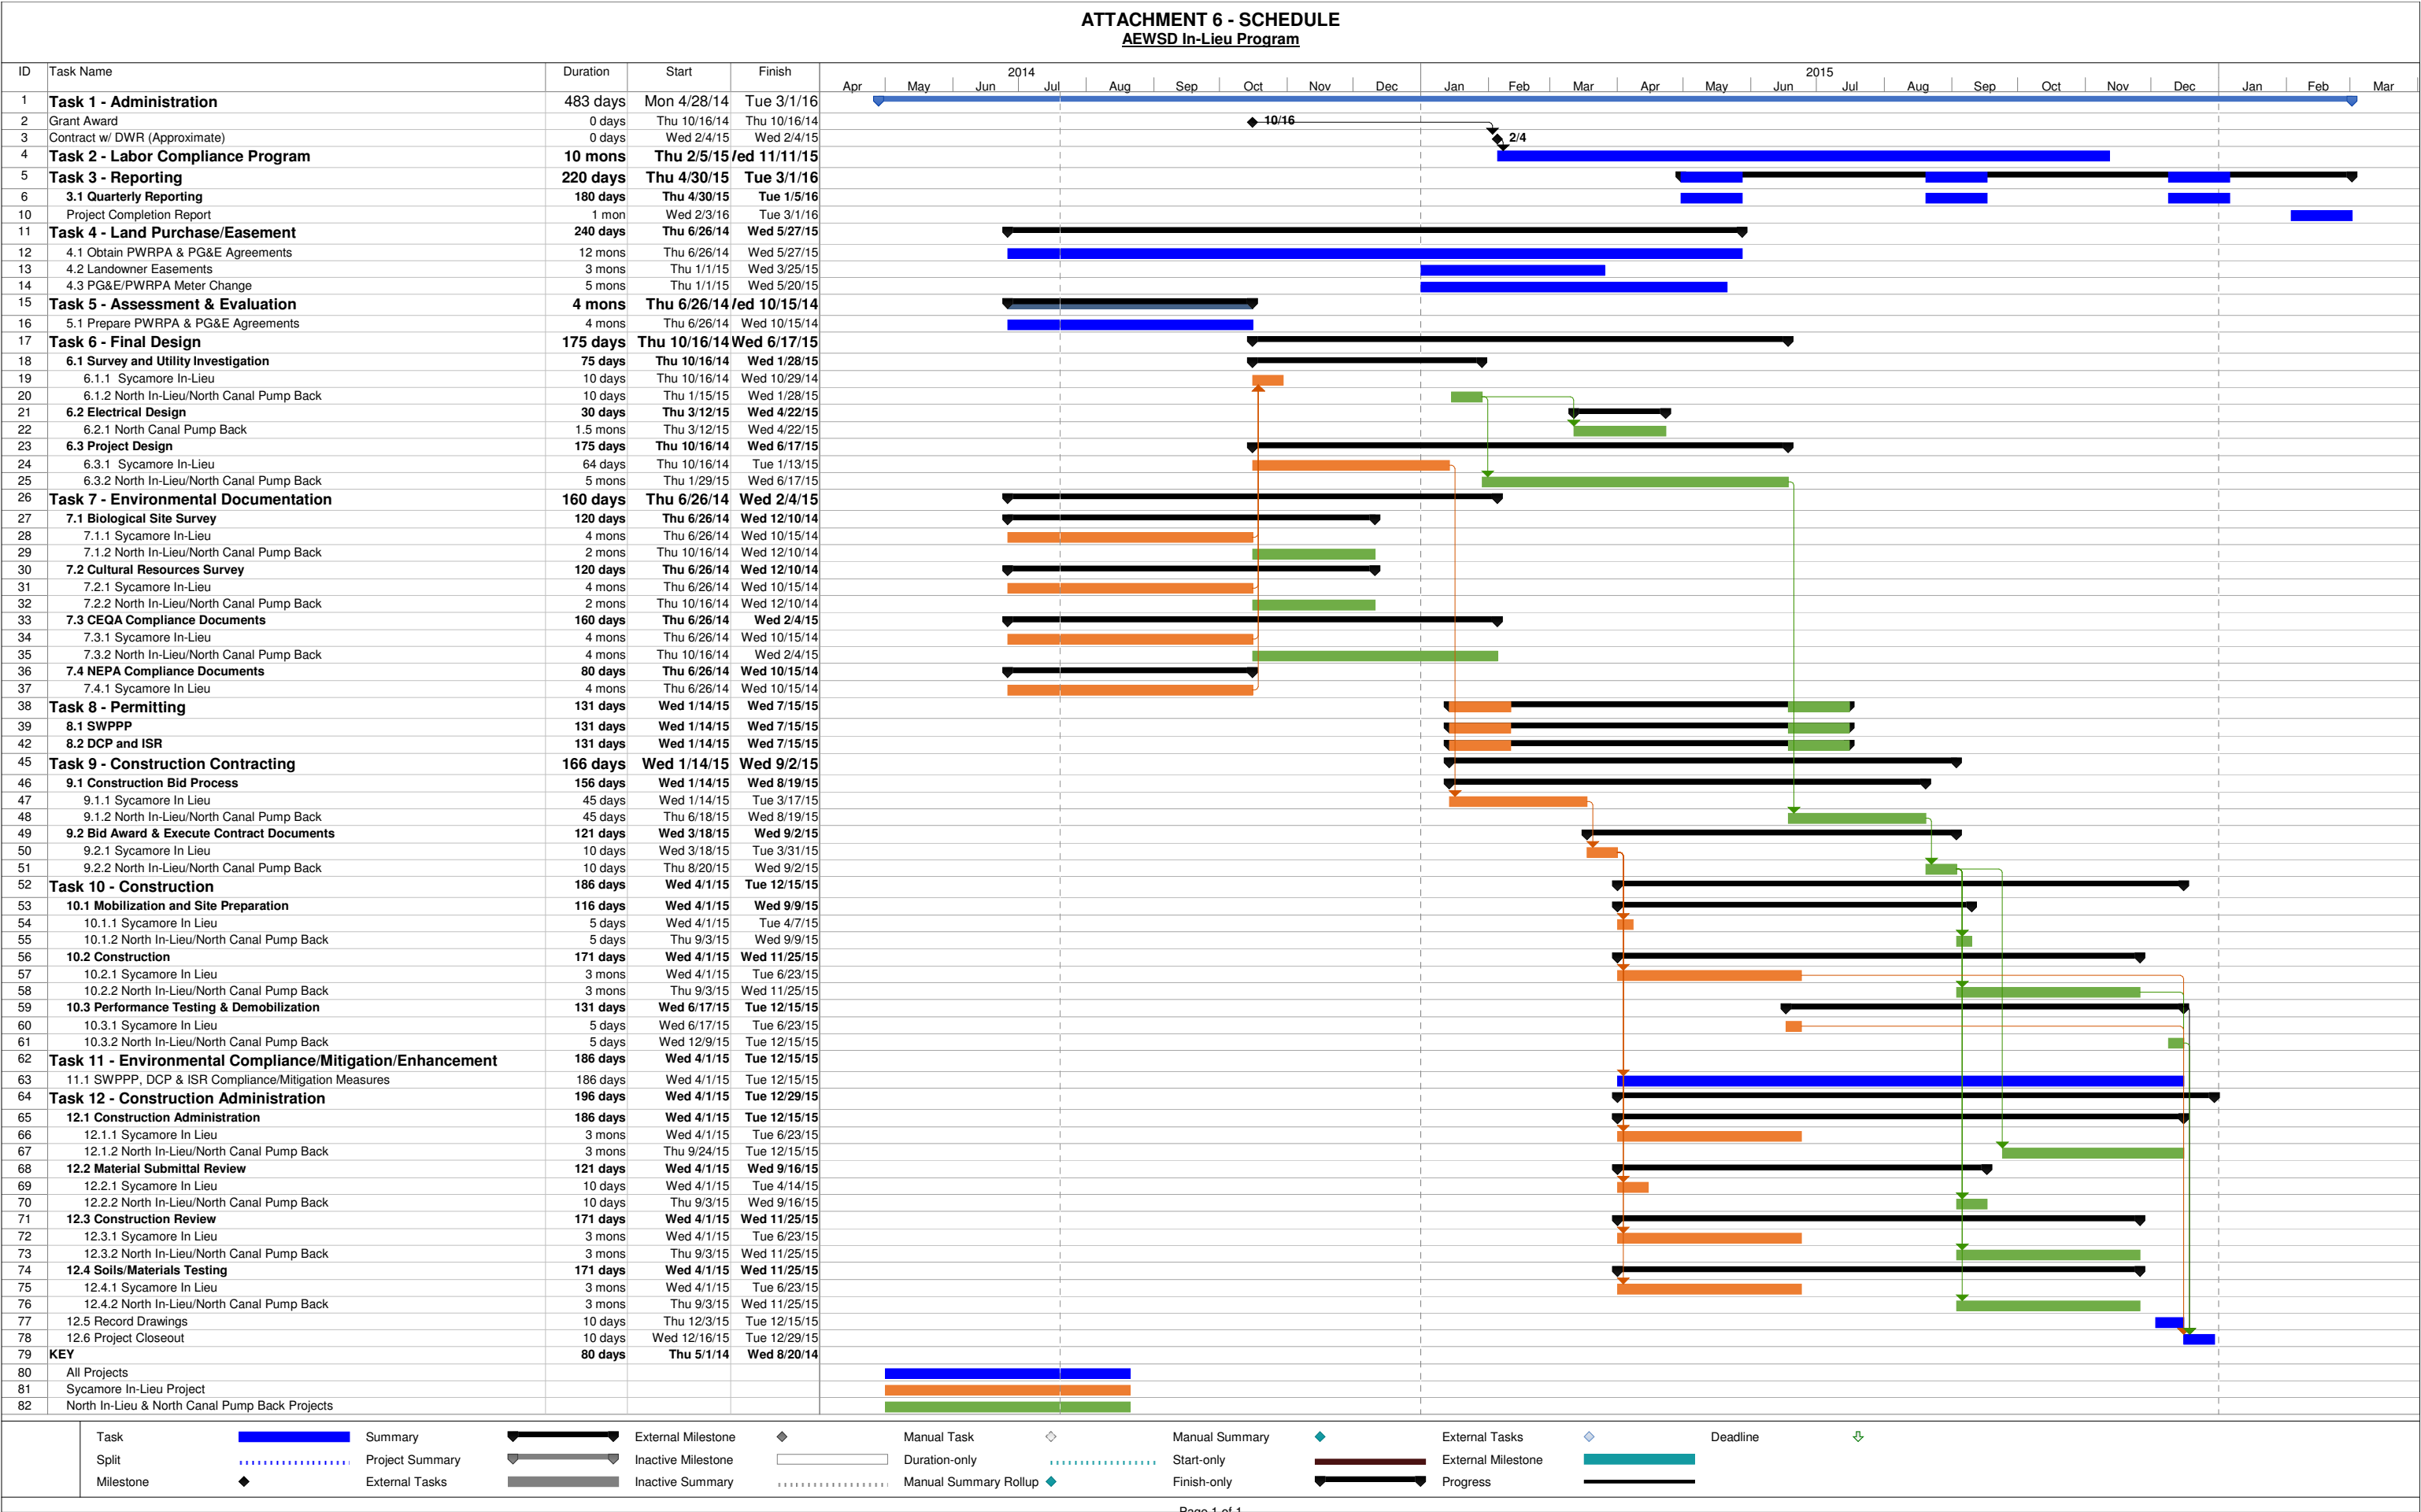 ATTACHMENT 6 - SCHEDULE
AEWSD In-Lieu Program
ID Task Name Duration Start Finish 2014 2015
Apr May Jun Jul Aug Sep Oct Nov Dec Jan Feb Mar Apr May Jun Jul Aug Sep Oct Nov Dec Jan Feb Mar
1 Task 1 - Administration 483 days Mon 4/28/14 Tue 3/1/16
2 Grant Award 0 days Thu 10/16/14 Thu 10/16/14 10/16
3 Contract w/ DWR (Approximate) 0 days Wed 2/4/15 Wed 2/4/15 2/4
4 Task 2 - Labor Compliance Program 10 mons Thu 2/5/15 /ed 11/11/15
5 Task 3 - Reporting 220 days Thu 4/30/15 Tue 3/1/16
6 3.1 Quarterly Reporting 180 days Thu 4/30/15 Tue 1/5/16
10 Project Completion Report 1 mon Wed 2/3/16 Tue 3/1/16
11 Task 4 - Land Purchase/Easement 240 days Thu 6/26/14 Wed 5/27/15
12 4.1 Obtain PWRPA & PG&E Agreements 12 mons Thu 6/26/14 Wed 5/27/15
13 4.2 Landowner Easements 3 mons Thu 1/1/15 Wed 3/25/15
14 4.3 PG&E/PWRPA Meter Change 5 mons Thu 1/1/15 Wed 5/20/15
15 Task 5 - Assessment & Evaluation 4 mons Thu 6/26/14 /ed 10/15/14
16 5.1 Prepare PWRPA & PG&E Agreements 4 mons Thu 6/26/14 Wed 10/15/14
17 Task 6 - Final Design 175 days Thu 10/16/14 Wed 6/17/15
18 6.1 Survey and Utility Investigation 75 days Thu 10/16/14 Wed 1/28/15
19 6.1.1 Sycamore In-Lieu 10 days Thu 10/16/14 Wed 10/29/14
20 6.1.2 North In-Lieu/North Canal Pump Back 10 days Thu 1/15/15 Wed 1/28/15
21 6.2 Electrical Design 30 days Thu 3/12/15 Wed 4/22/15
22 6.2.1 North Canal Pump Back 1.5 mons Thu 3/12/15 Wed 4/22/15
23 6.3 Project Design 175 days Thu 10/16/14 Wed 6/17/15
24 6.3.1 Sycamore In-Lieu 64 days Thu 10/16/14 Tue 1/13/15
25 6.3.2 North In-Lieu/North Canal Pump Back 5 mons Thu 1/29/15 Wed 6/17/15
26 Task 7 - Environmental Documentation 160 days Thu 6/26/14 Wed 2/4/15
27 7.1 Biological Site Survey 120 days Thu 6/26/14 Wed 12/10/14
28 7.1.1 Sycamore In-Lieu 4 mons Thu 6/26/14 Wed 10/15/14
29 7.1.2 North In-Lieu/North Canal Pump Back 2 mons Thu 10/16/14 Wed 12/10/14
30 7.2 Cultural Resources Survey 120 days Thu 6/26/14 Wed 12/10/14
31 7.2.1 Sycamore In-Lieu 4 mons Thu 6/26/14 Wed 10/15/14
32 7.2.2 North In-Lieu/North Canal Pump Back 2 mons Thu 10/16/14 Wed 12/10/14
33 7.3 CEQA Compliance Documents 160 days Thu 6/26/14 Wed 2/4/15
34 7.3.1 Sycamore In-Lieu 4 mons Thu 6/26/14 Wed 10/15/14
35 7.3.2 North In-Lieu/North Canal Pump Back 4 mons Thu 10/16/14 Wed 2/4/15
36 7.4 NEPA Compliance Documents 80 days Thu 6/26/14 Wed 10/15/14
37 7.4.1 Sycamore In Lieu 4 mons Thu 6/26/14 Wed 10/15/14
38 Task 8 - Permitting 131 days Wed 1/14/15 Wed 7/15/15
39 8.1 SWPPP 131 days Wed 1/14/15 Wed 7/15/15
42 8.2 DCP and ISR 131 days Wed 1/14/15 Wed 7/15/15
45 Task 9 - Construction Contracting 166 days Wed 1/14/15 Wed 9/2/15
46 9.1 Construction Bid Process 156 days Wed 1/14/15 Wed 8/19/15
47 9.1.1 Sycamore In Lieu 45 days Wed 1/14/15 Tue 3/17/15
48 9.1.2 North In-Lieu/North Canal Pump Back 45 days Thu 6/18/15 Wed 8/19/15
49 9.2 Bid Award & Execute Contract Documents 121 days Wed 3/18/15 Wed 9/2/15
50 9.2.1 Sycamore In Lieu 10 days Wed 3/18/15 Tue 3/31/15
51 9.2.2 North In-Lieu/North Canal Pump Back 10 days Thu 8/20/15 Wed 9/2/15
52 Task 10 - Construction 186 days Wed 4/1/15 Tue 12/15/15
53 10.1 Mobilization and Site Preparation 116 days Wed 4/1/15 Wed 9/9/15
54 10.1.1 Sycamore In Lieu 5 days Wed 4/1/15 Tue 4/7/15
55 10.1.2 North In-Lieu/North Canal Pump Back 5 days Thu 9/3/15 Wed 9/9/15
56 10.2 Construction 171 days Wed 4/1/15 Wed 11/25/15
57 10.2.1 Sycamore In Lieu 3 mons Wed 4/1/15 Tue 6/23/15
58 10.2.2 North In-Lieu/North Canal Pump Back 3 mons Thu 9/3/15 Wed 11/25/15
59 10.3 Performance Testing & Demobilization 131 days Wed 6/17/15 Tue 12/15/15
60 10.3.1 Sycamore In Lieu 5 days Wed 6/17/15 Tue 6/23/15
61 10.3.2 North In-Lieu/North Canal Pump Back 5 days Wed 12/9/15 Tue 12/15/15
62 Task 11 - Environmental Compliance/Mitigation/Enhancement 186 days Wed 4/1/15 Tue 12/15/15
63 11.1 SWPPP, DCP & ISR Compliance/Mitigation Measures 186 days Wed 4/1/15 Tue 12/15/15
64 Task 12 - Construction Administration 196 days Wed 4/1/15 Tue 12/29/15
65 12.1 Construction Administration 186 days Wed 4/1/15 Tue 12/15/15
66 12.1.1 Sycamore In Lieu 3 mons Wed 4/1/15 Tue 6/23/15
67 12.1.2 North In-Lieu/North Canal Pump Back 3 mons Thu 9/24/15 Tue 12/15/15
68 12.2 Material Submittal Review 121 days Wed 4/1/15 Wed 9/16/15
69 12.2.1 Sycamore In Lieu 10 days Wed 4/1/15 Tue 4/14/15
70 12.2.2 North In-Lieu/North Canal Pump Back 10 days Thu 9/3/15 Wed 9/16/15
71 12.3 Construction Review 171 days Wed 4/1/15 Wed 11/25/15
72 12.3.1 Sycamore In Lieu 3 mons Wed 4/1/15 Tue 6/23/15
73 12.3.2 North In-Lieu/North Canal Pump Back 3 mons Thu 9/3/15 Wed 11/25/15
74 12.4 Soils/Materials Testing 171 days Wed 4/1/15 Wed 11/25/15
75 12.4.1 Sycamore In Lieu 3 mons Wed 4/1/15 Tue 6/23/15
76 12.4.2 North In-Lieu/North Canal Pump Back 3 mons Thu 9/3/15 Wed 11/25/15
77 12.5 Record Drawings 10 days Thu 12/3/15 Tue 12/15/15
78 12.6 Project Closeout 10 days Wed 12/16/15 Tue 12/29/15
79 KEY 80 days Thu 5/1/14 Wed 8/20/14
80 All Projects
81 Sycamore In-Lieu Project
82 North In-Lieu & North Canal Pump Back Projects
Task Summary External Milestone Manual Task Manual Summary External Tasks Deadline
Split Project Summary Inactive Milestone Duration-only Start-only External Milestone
Milestone External Tasks Inactive Summary Manual Summary Rollup Finish-only Progress
Page 1 of 1